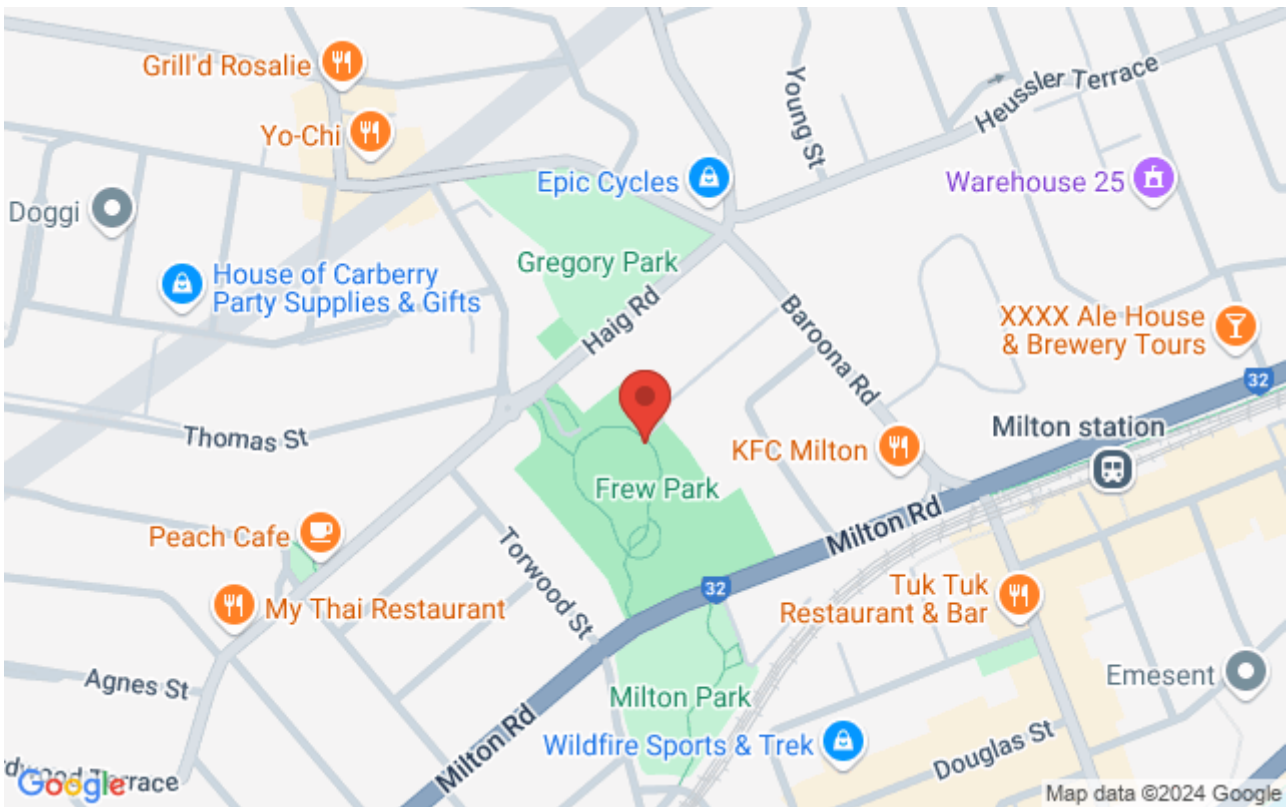 Grill'd Rosalie
Yo-Chi
Young St
Heussler Terrace
Epic Cycles
Warehouse 25
Doggi
Gregory Park
House of Carberry
Party Supplies & Gifts
Haig Rd
Baroona Rd
XXXX Ale House
& Brewery Tours
32
Thomas St
Milton station
KFC Milton
Frew Park
Milton Rd
Peach Cafe
Torwood St
32
Tuk Tuk
Restaurant & Bar
My Thai Restaurant
Agnes St
Milton Park
Emesent
Milton Rd
Wildfire Sports & Trek
Douglas St
rdwood Terrace
Google
Map data ©2024 Google